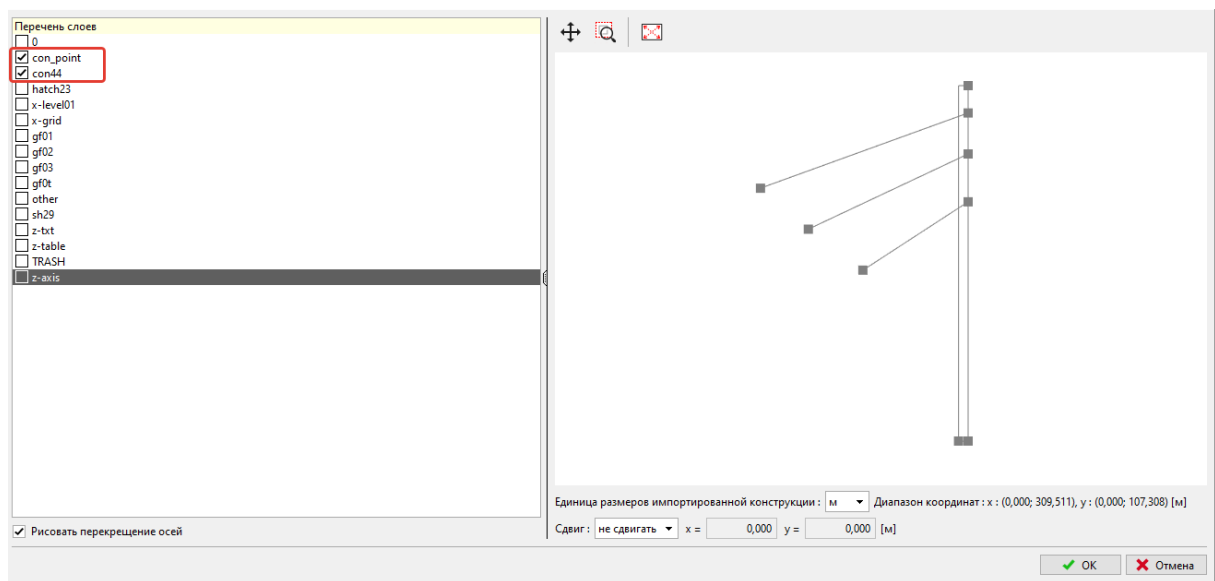 Перечень слоев
0
con_point
con44
hatch23
x-level01
x-grid
gf01
gf02
gf03
gf0t
other
sh29
z-txt
z-table
TRASH
z-axis
Рисовать перекрещение осей
Единица размеров импортированной конструкции : м Диапазон координат : x : (0,000; 309,511), y : (0,000; 107,308) [м]
Сдвиг : не сдвигать x = 0,000 y = 0,000 [м]
OK Отмена